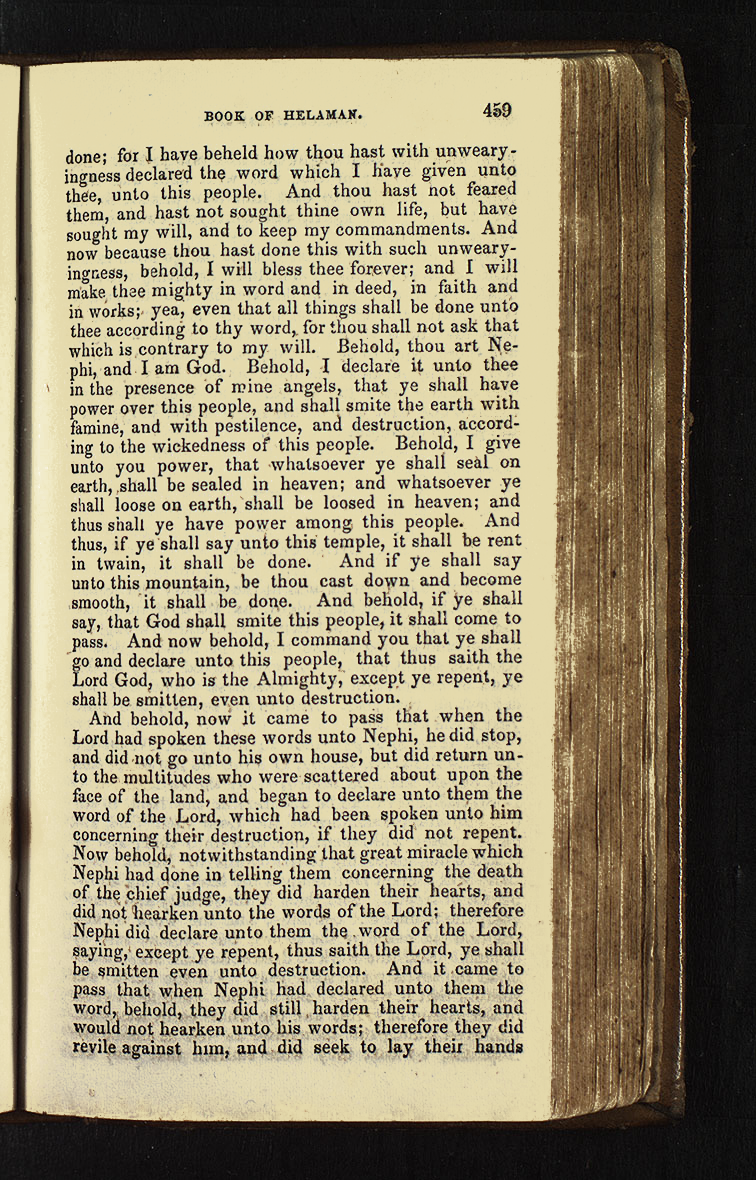 BOOK OF HELAMAN. 459
done; for I have beheld how thou hast with unweary-
ingness declared the word which I have given unto
thee, unto this people. And thou hast not feared
them, and hast not sought thine own life, but have
sought my will, and to keep my commandments. And
now because thou hast done this with such unweary-
ingness, behold, I will bless thee forever; and I will
make thee mighty in word and in deed, in faith and
in works; yea, even that all things shall be done unto
thee according to thy word, for thou shall not ask that
which is contrary to my will. Behold, thou art Ne-
phi, and I am God. Behold, I declare it unto thee
in the presence of mine angels, that ye shall have
power over this people, and shall smite the earth with
famine, and with pestilence, and destruction, accord-
ing to the wickedness of this people. Behold, I give
unto you power, that whatsoever ye shall seal on
earth, shall be sealed in heaven; and whatsoever ye
shall loose on earth, shall be loosed in heaven; and
thus shall ye have power among this people. And
thus, if ye shall say unto this temple, it shall be rent
in twain, it shall be done. And if ye shall say
unto this mountain, be thou cast down and become
smooth, it shall be done. And behold, if ye shall
say, that God shall smite this people, it shall come to
pass. And now behold, I command you that ye shall
go and declare unto this people, that thus saith the
Lord God, who is the Almighty, except ye repent, ye
shall be smitten, even unto destruction.
And behold, now it came to pass that when the
Lord had spoken these words unto Nephi, he did stop,
and did not go unto his own house, but did return un-
to the multitudes who were scattered about upon the
face of the land, and began to declare unto them the
word of the Lord, which had been spoken unto him
concerning their destruction, if they did not repent.
Now behold, notwithstanding that great miracle which
Nephi had done in telling them concerning the death
of the chief judge, they did harden their hearts, and
did not hearken unto the words of the Lord; therefore
Nephi did declare unto them the word of the Lord,
saying, except ye repent, thus saith the Lord, ye shall
be smitten even unto destruction. And it came to
pass that when Nephi had declared unto them the
word, behold, they did still harden their hearts, and
would not hearken unto his words; therefore they did
revile against him, and did seek to lay their hands